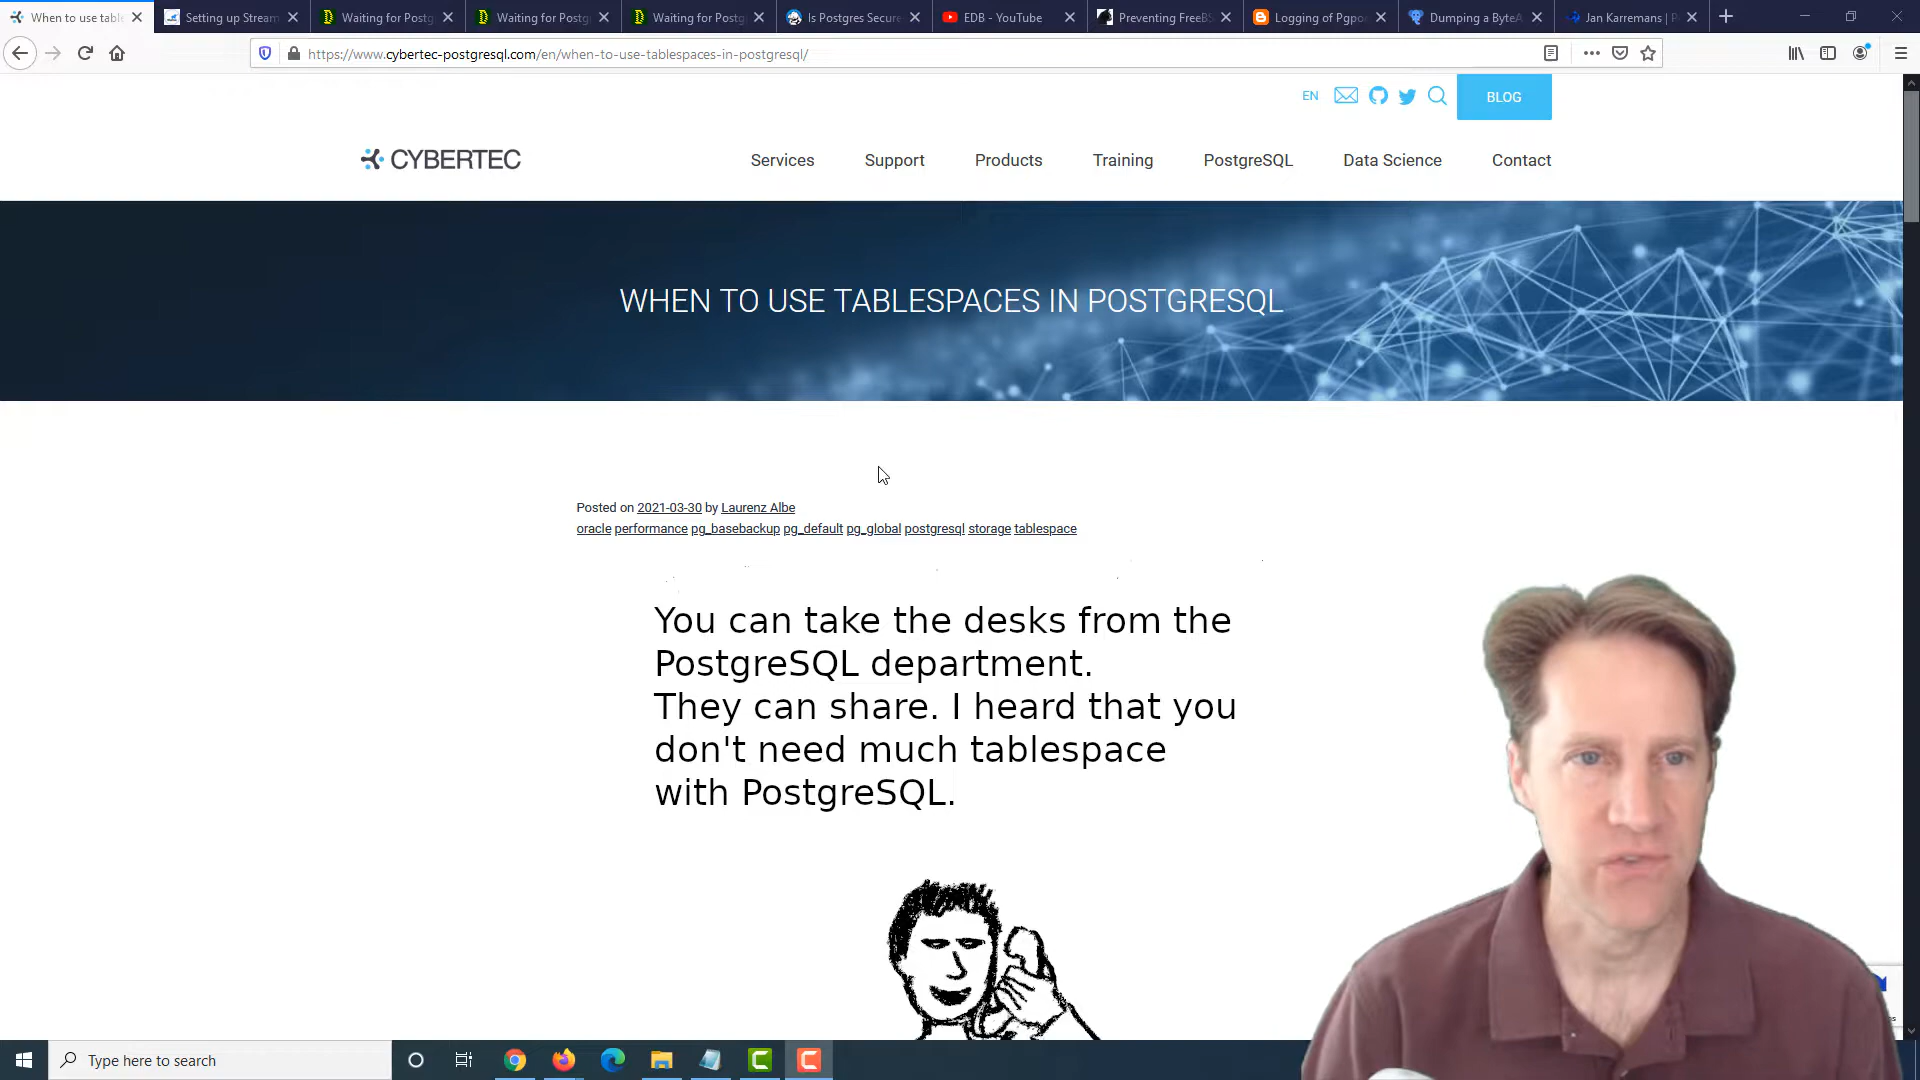 When to use table
Setting up Stream
Waiting for Postg
Waiting for Postg
Waiting for Postg
Is Postgres Secure
EDB - YouTube
Preventing FreeBS
Logging of Pgpoo
Dumping a ByteA
Jan Karremans | P
https://www.cybertec-postgresql.com/en/when-to-use-tablespaces-in-postgresql/
EN
BLOG
CYBERTEC
Services
Support
Products
Training
PostgreSQL
Data Science
Contact
WHEN TO USE TABLESPACES IN POSTGRESQL
Posted on 2021-03-30 by Laurenz Albe
oracle performance pg_basebackup pg_default pg_global postgresql storage tablespace
You can take the desks from the
PostgreSQL department.
They can share. I heard that you
don't need much tablespace
with PostgreSQL.
Type here to search